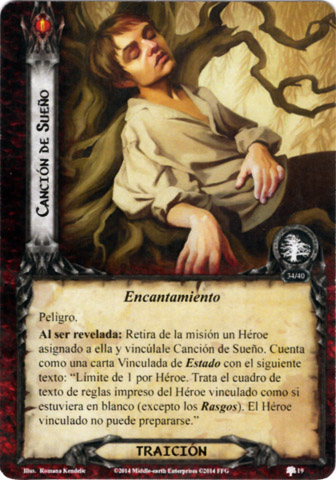 Canción de Sueño
34/40
Encantamiento
Peligro.
Al ser revelada: Retira de la misión un Héroe
asignado a ella y vincúlale Canción de Sueño. Cuenta
como una carta Vinculada de Estado con el siguiente
texto: “Límite de 1 por Héroe. Trata el cuadro de
texto de reglas impreso del Héroe vinculado como si
estuviera en blanco (excepto los Rasgos). El Héroe
vinculado no puede prepararse.”
TRAICIÓN
Illus. Romana Kendelic ©2014 Middle-earth Enterprises ©2014 FFG 19